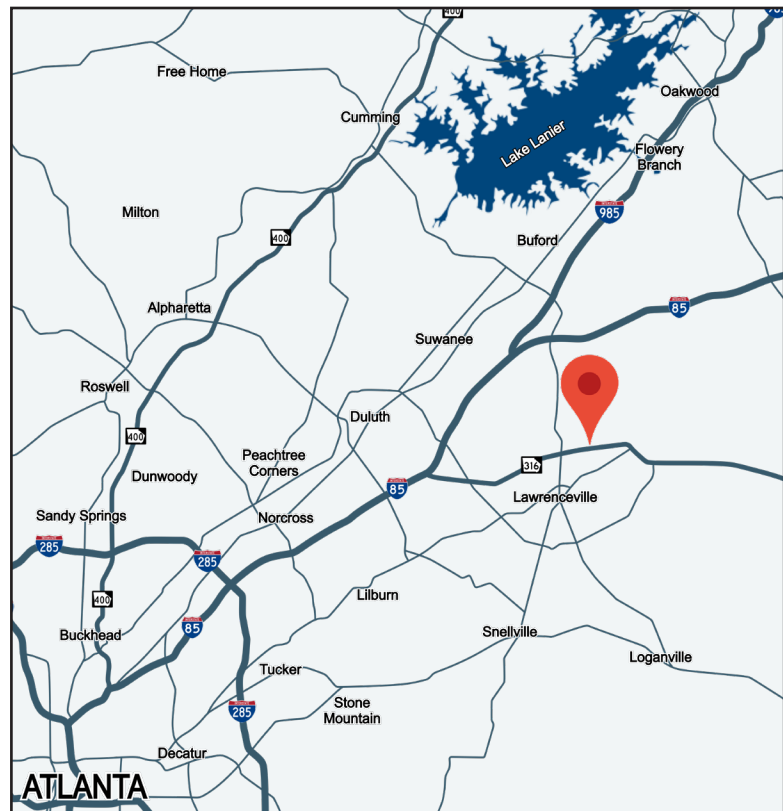 400
Free Home
Oakwood
Cumming
Lake Lanier
Flowery
Branch
Milton
985
400
Buford
85
Alpharetta
Suwanee
Roswell
Duluth
400
Peachtree
Corners
316
Dunwoody
85
Lawrenceville
Sandy Springs
Norcross
285
285
400
Lilburn
85
Buckhead
Snellville
Loganville
Tucker
Stone
Mountain
285
Decatur
ATLANTA